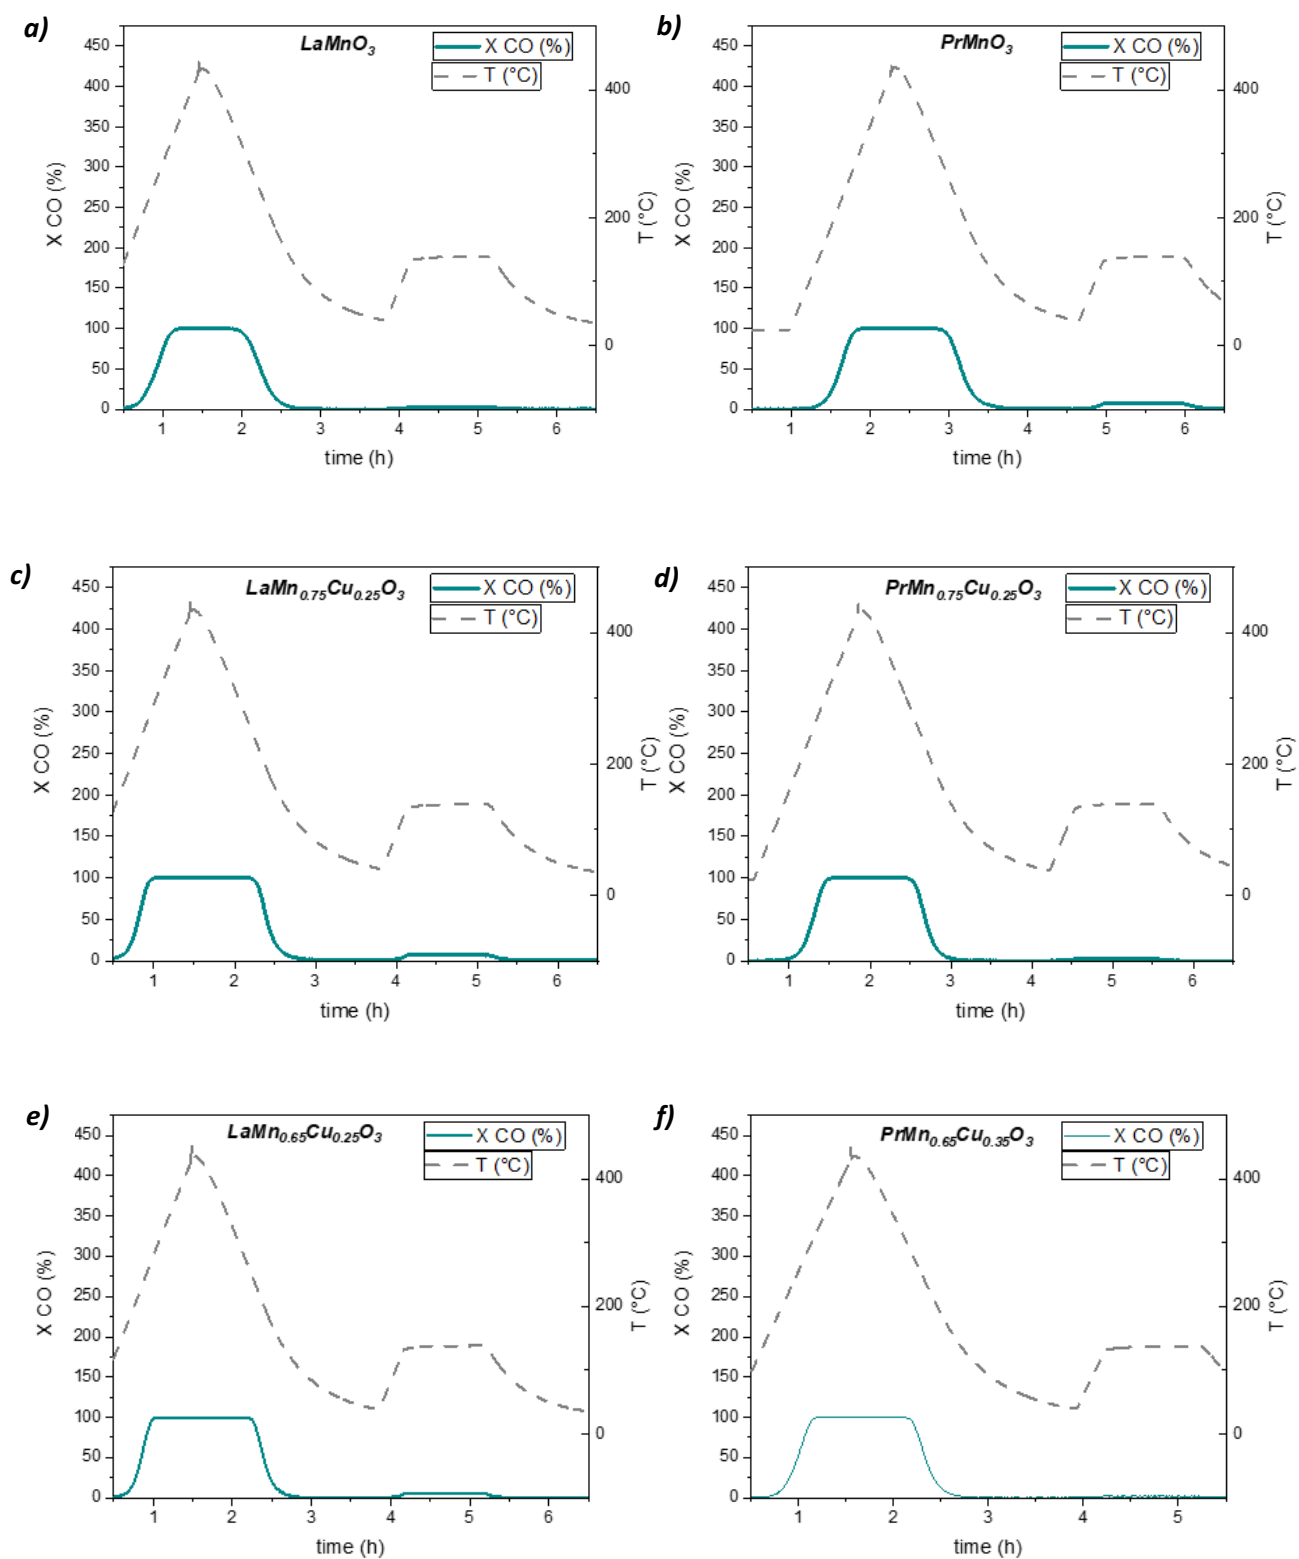 a)
LaMnO3
X CO (%)
T (°C)
450
400
350
300
250
200
150
100
50
0
X CO (%)
400
200
0
T (°C)
1 2 3 4 5 6
time (h)
b)
PrMnO3
X CO (%)
T (°C)
450
400
350
300
250
200
150
100
50
0
X CO (%)
400
200
0
T (°C)
1 2 3 4 5 6
time (h)
c)
LaMn0.75Cu0.25O3
X CO (%)
T (°C)
450
400
350
300
250
200
150
100
50
0
X CO (%)
400
200
0
T (°C)
1 2 3 4 5 6
time (h)
d)
PrMn0.75Cu0.25O3
X CO (%)
T (°C)
450
400
350
300
250
200
150
100
50
0
X CO (%)
400
200
0
T (°C)
1 2 3 4 5 6
time (h)
e)
LaMn0.65Cu0.25O3
X CO (%)
T (°C)
450
400
350
300
250
200
150
100
50
0
X CO (%)
400
200
0
T (°C)
1 2 3 4 5 6
time (h)
f)
PrMn0.65Cu0.35O3
X CO (%)
T (°C)
450
400
350
300
250
200
150
100
50
0
X CO (%)
400
200
0
T (°C)
1 2 3 4 5
time (h)